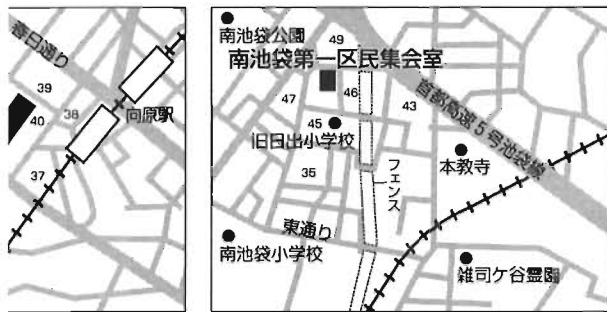 春日通り
39
40
38
向原駅
37
南池袋公園
49
南池袋第一区民集会室
47
46
43
首都高速5号池袋線
45
旧日出小学校
本教寺
35
フェンス
東通り
南池袋小学校
雑司ケ谷霊園